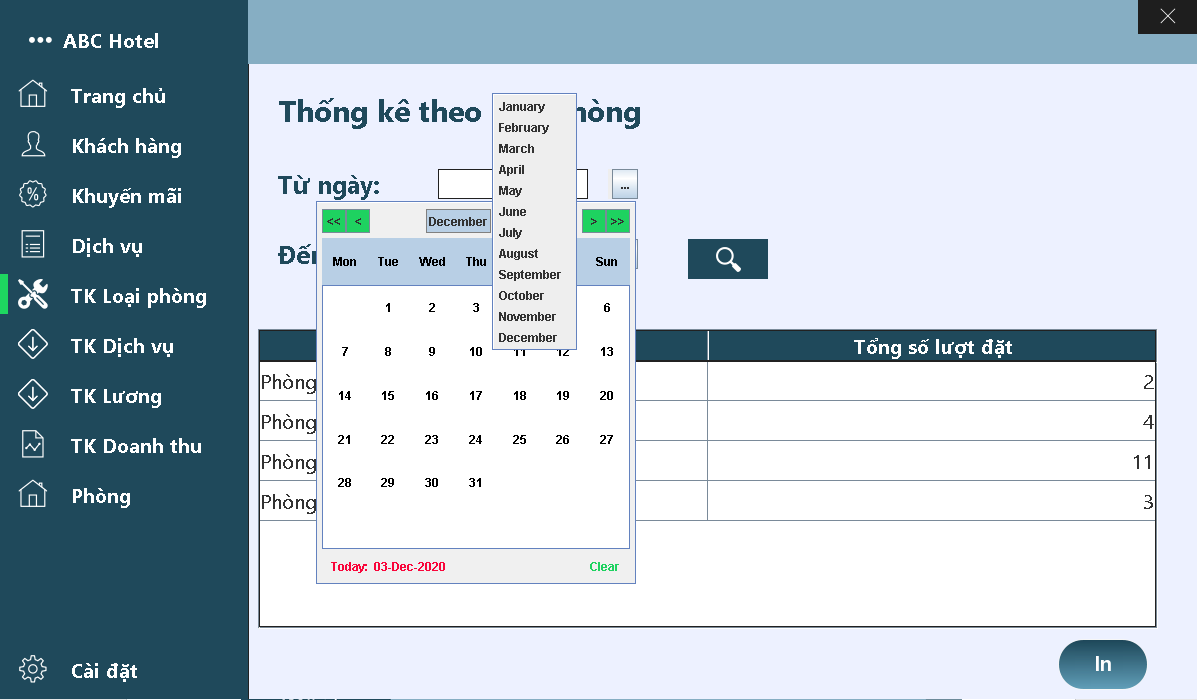 ABC Hotel
Trang chủ
Khách hàng
Khuyến mãi
Dịch vụ
TK Loại phòng
TK Dịch vụ
TK Lương
TK Doanh thu
Phòng
Cài đặt
Thống kê theo hòng
Từ ngày:
...
Đế
<< < December > >>
January
February
March
April
May
June
July
August
September
October
November
December
Mon Tue Wed Thu Sun
1 2 3 6
7 8 9 10 11 12 13
14 15 16 17 18 19 20
21 22 23 24 25 26 27
28 29 30 31
Today: 03-Dec-2020 Clear
Tổng số lượt đặt
Phòng 2
Phòng 4
Phòng 11
Phòng 3
In